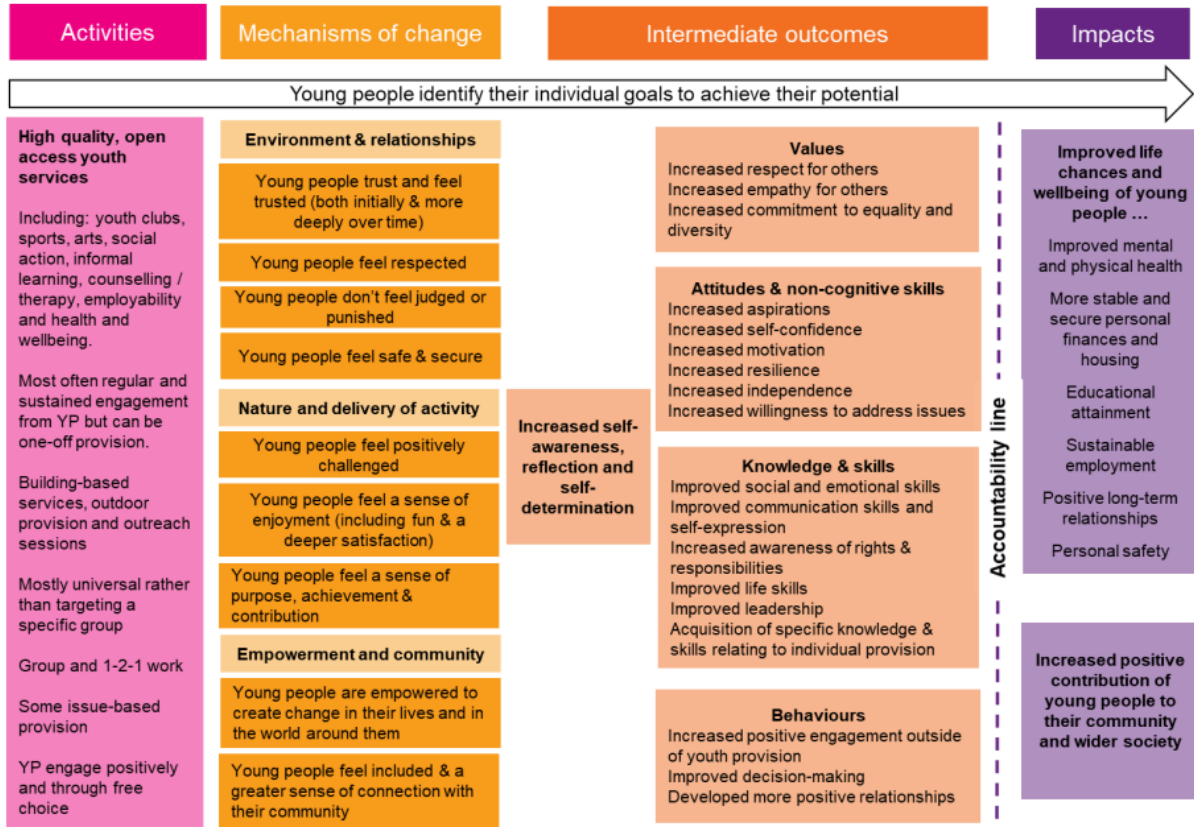 Activities
Mechanisms of change
Intermediate outcomes
Impacts
Young people identify their individual goals to achieve their potential
High quality, open
access youth
services
Including: youth clubs,
sports, arts, social
action, informal
learning, counselling /
therapy, employability
and health and
wellbeing.
Most often regular and
sustained engagement
from YP but can be
one-off provision.
Building-based
services, outdoor
provision and outreach
sessions
Mostly universal rather
than targeting a
specific group
Group and 1-2-1 work
Some issue-based
provision
YP engage positively
and through free
choice
Environment & relationships
Young people trust and feel
trusted (both initially & more
deeply over time)
Young people feel respected
Young people don't feel judged or
punished
Young people feel safe & secure
Nature and delivery of activity
Young people feel positively
challenged
Young people feel a sense of
enjoyment (including fun & a
deeper satisfaction)
Young people feel a sense of
purpose, achievement &
contribution
Empowerment and community
Young people are empowered to
create change in their lives and in
the world around them
Young people feel included & a
greater sense of connection with
their community
Increased self-
awareness,
reflection and
self-
determination
Values
Increased respect for others
Increased empathy for others
Increased commitment to equality and
diversity
Attitudes & non-cognitive skills
Increased aspirations
Increased self-confidence
Increased motivation
Increased resilience
Increased independence
Increased willingness to address issues
Knowledge & skills
Improved social and emotional skills
Improved communication skills and
self-expression
Increased awareness of rights &
responsibilities
Improved life skills
Improved leadership
Acquisition of specific knowledge &
skills relating to individual provision
Behaviours
Increased positive engagement outside
of youth provision
Improved decision-making
Developed more positive relationships
Accountability line
Improved life
chances and
wellbeing of young
people ...
Improved mental
and physical health
More stable and
secure personal
finances and
housing
Educational
attainment
Sustainable
employment
Positive long-term
relationships
Personal safety
Increased positive
contribution of
young people to
their community
and wider society